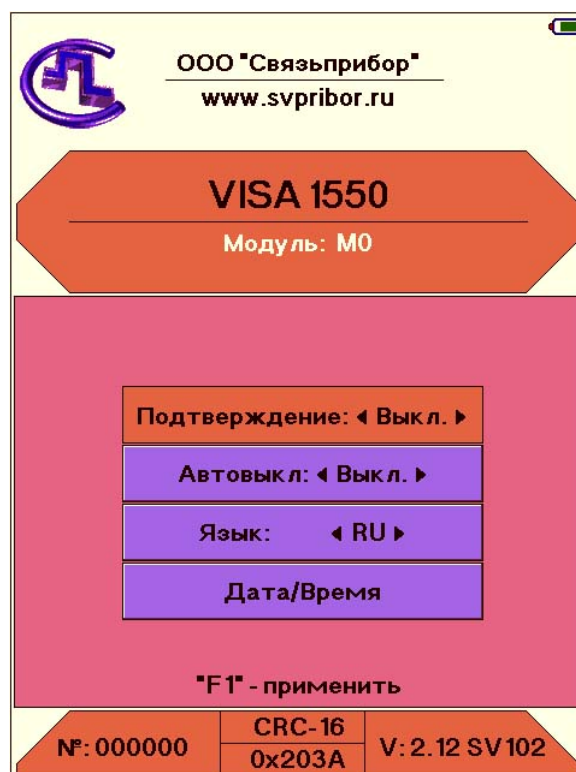 ООО "Связьприбор"
www.svpribor.ru
VISA 1550
Модуль: M0
Подтверждение: Выкл.
Автовыкл: Выкл.
Язык: RU
Дата/Время
"F1" - применить
№: 000000
CRC-16
0x203A
V: 2.12 SV102